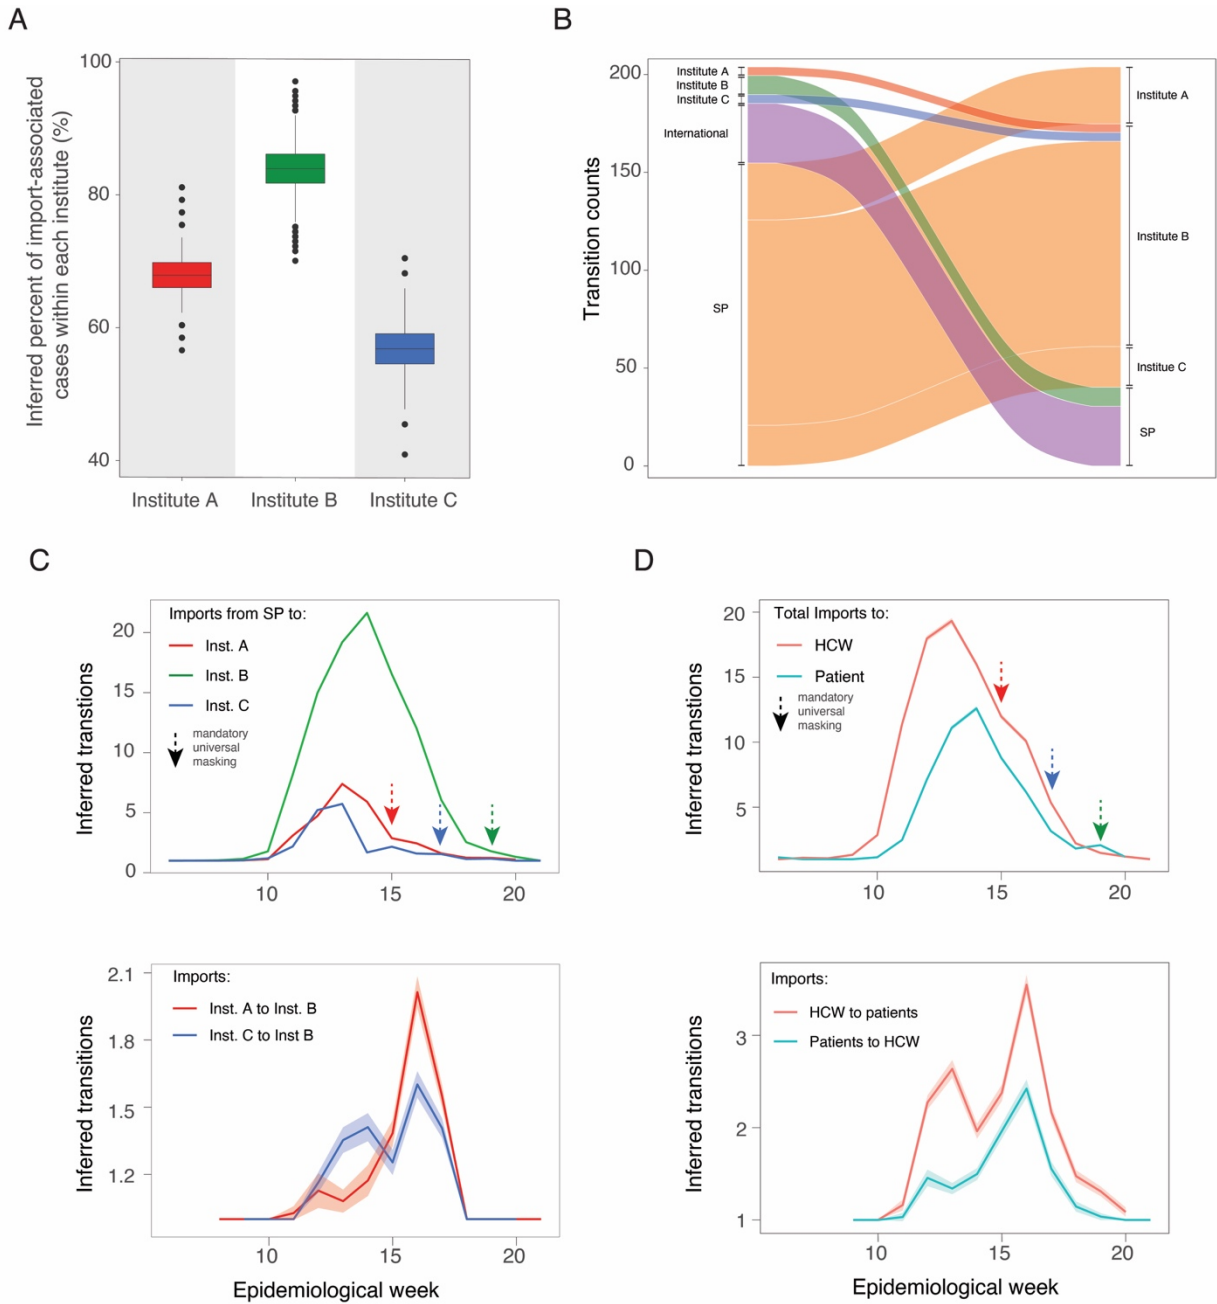 A
Inferred percent of import-associated
cases within each institute (%)
100
80
60
40
Institute A
Institute B
Institute C
B
Transition counts
200
150
100
50
0
Institute A
Institute B
Institute C
International
SP
Institute A
Institute B
Institue C
SP
C
Inferred transtions
20
15
10
5
0
Imports from SP to:
Inst. A
Inst. B
Inst. C
mandatory
universal
masking
10
15
20
Inferred transitions
2.1
1.8
1.5
1.2
Imports:
Inst. A to Inst. B
Inst. C to Inst B
10
15
20
Epidemiological week
D
Inferred transitions
20
15
10
5
Total Imports to:
HCW
Patient
mandatory
universal
masking
10
15
20
Inferred transitions
3
2
1
Imports:
HCW to patients
Patients to HCW
10
15
20
Epidemiological week